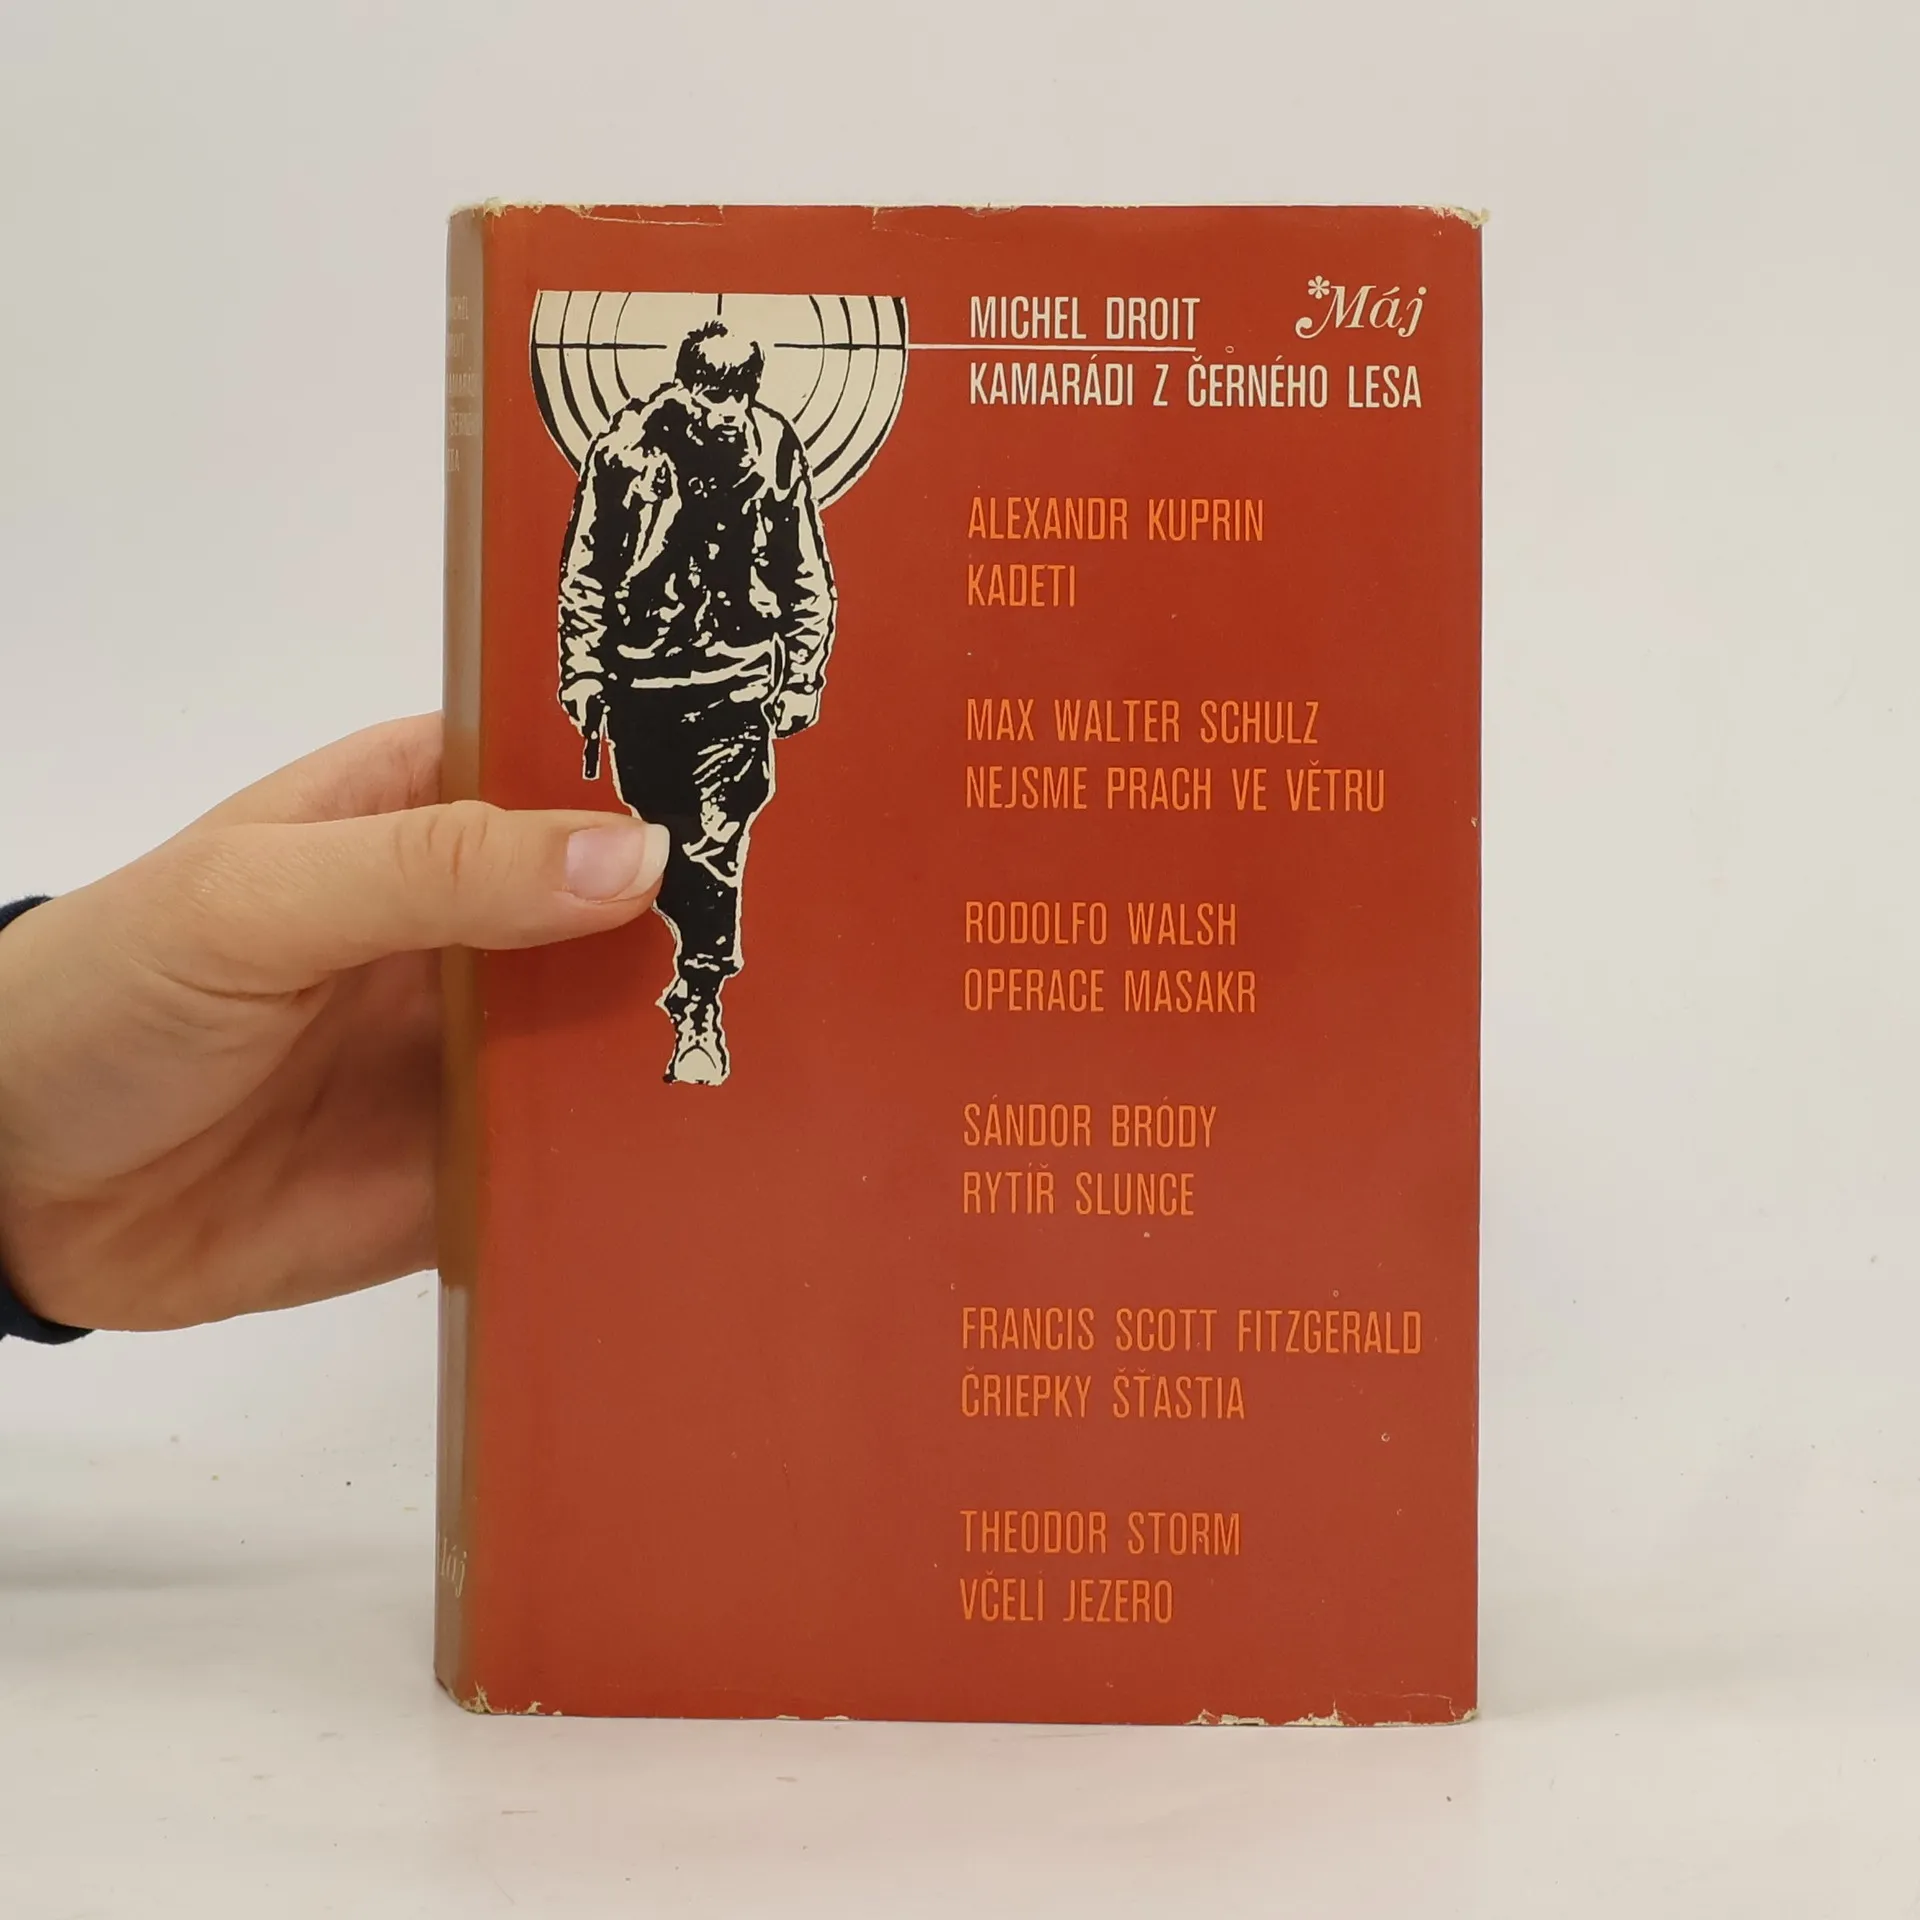 MICHEL DROIT
*Máj
KAMARÁDI Z ČERNÉHO LESA
ALEXANDR KUPRIN
KADETI
MAX WALTER SCHULZ
NEJSME PRACH VE VĚTRU
RODOLFO WALSH
OPERACE MASAKR
SÁNDOR BRÓDY
RYTÍŘ SLUNCE
FRANCIS SCOTT FITZGERALD
ČRIEPKY ŠŤASTIA
THEODOR STORM
VČELÍ JEZERO